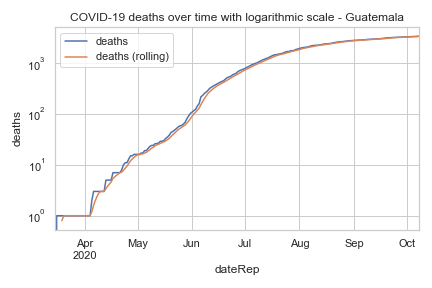 COVID-19 deaths over time with logarithmic scale - Guatemala
deaths
deaths (rolling)
10³
10²
10¹
10⁰
deaths
Apr May Jun Jul Aug Sep Oct
2020
dateRep